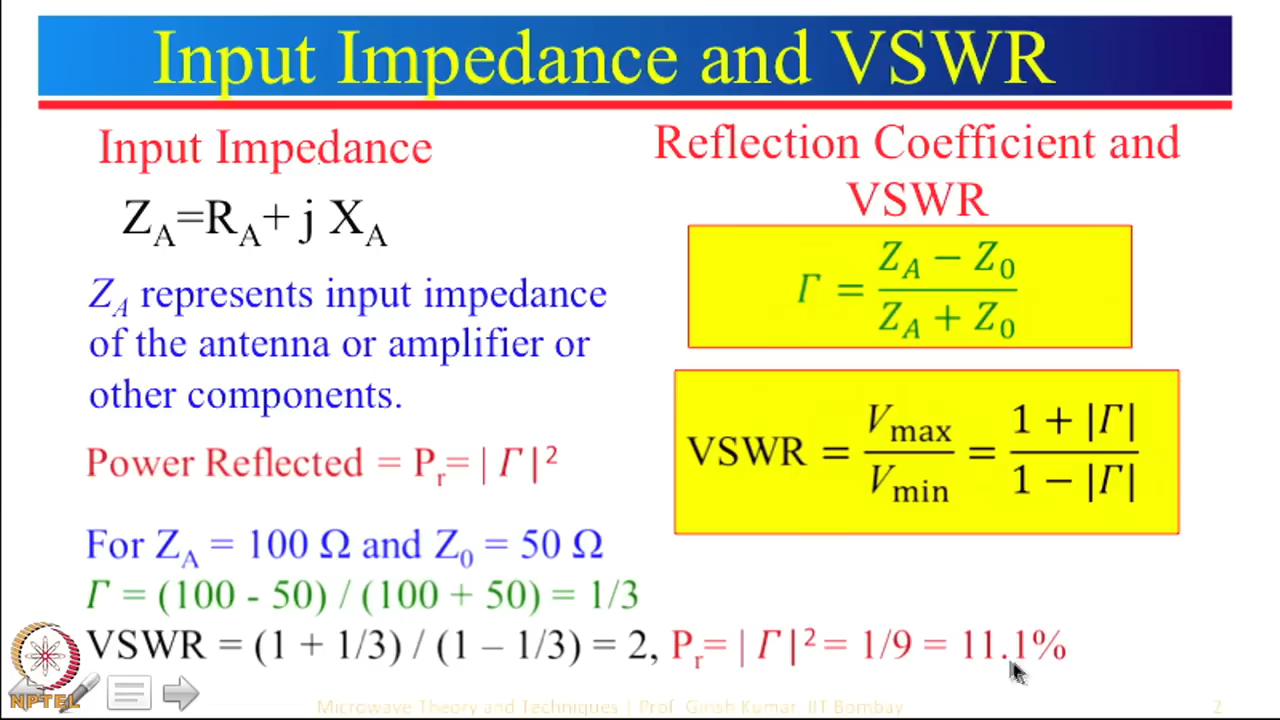 Input Impedance and VSWR
Input Impedance
Z_A=R_A+ j X_A
Z_A represents input impedance
of the antenna or amplifier or
other components.
Power Reflected = P_r= | Γ |²
Reflection Coefficient and
VSWR
Γ = (Z_A − Z_0) / (Z_A + Z_0)
VSWR = V_max / V_min = (1 + |Γ|) / (1 − |Γ|)
For Z_A = 100 Ω and Z_0 = 50 Ω
Γ = (100 - 50) / (100 + 50) = 1/3
VSWR = (1 + 1/3) / (1 – 1/3) = 2, P_r= | Γ |²= 1/9 = 11.1%
NPTEL
Microwave Theory and Techniques | Prof. Girish Kumar, IIT Bombay
2